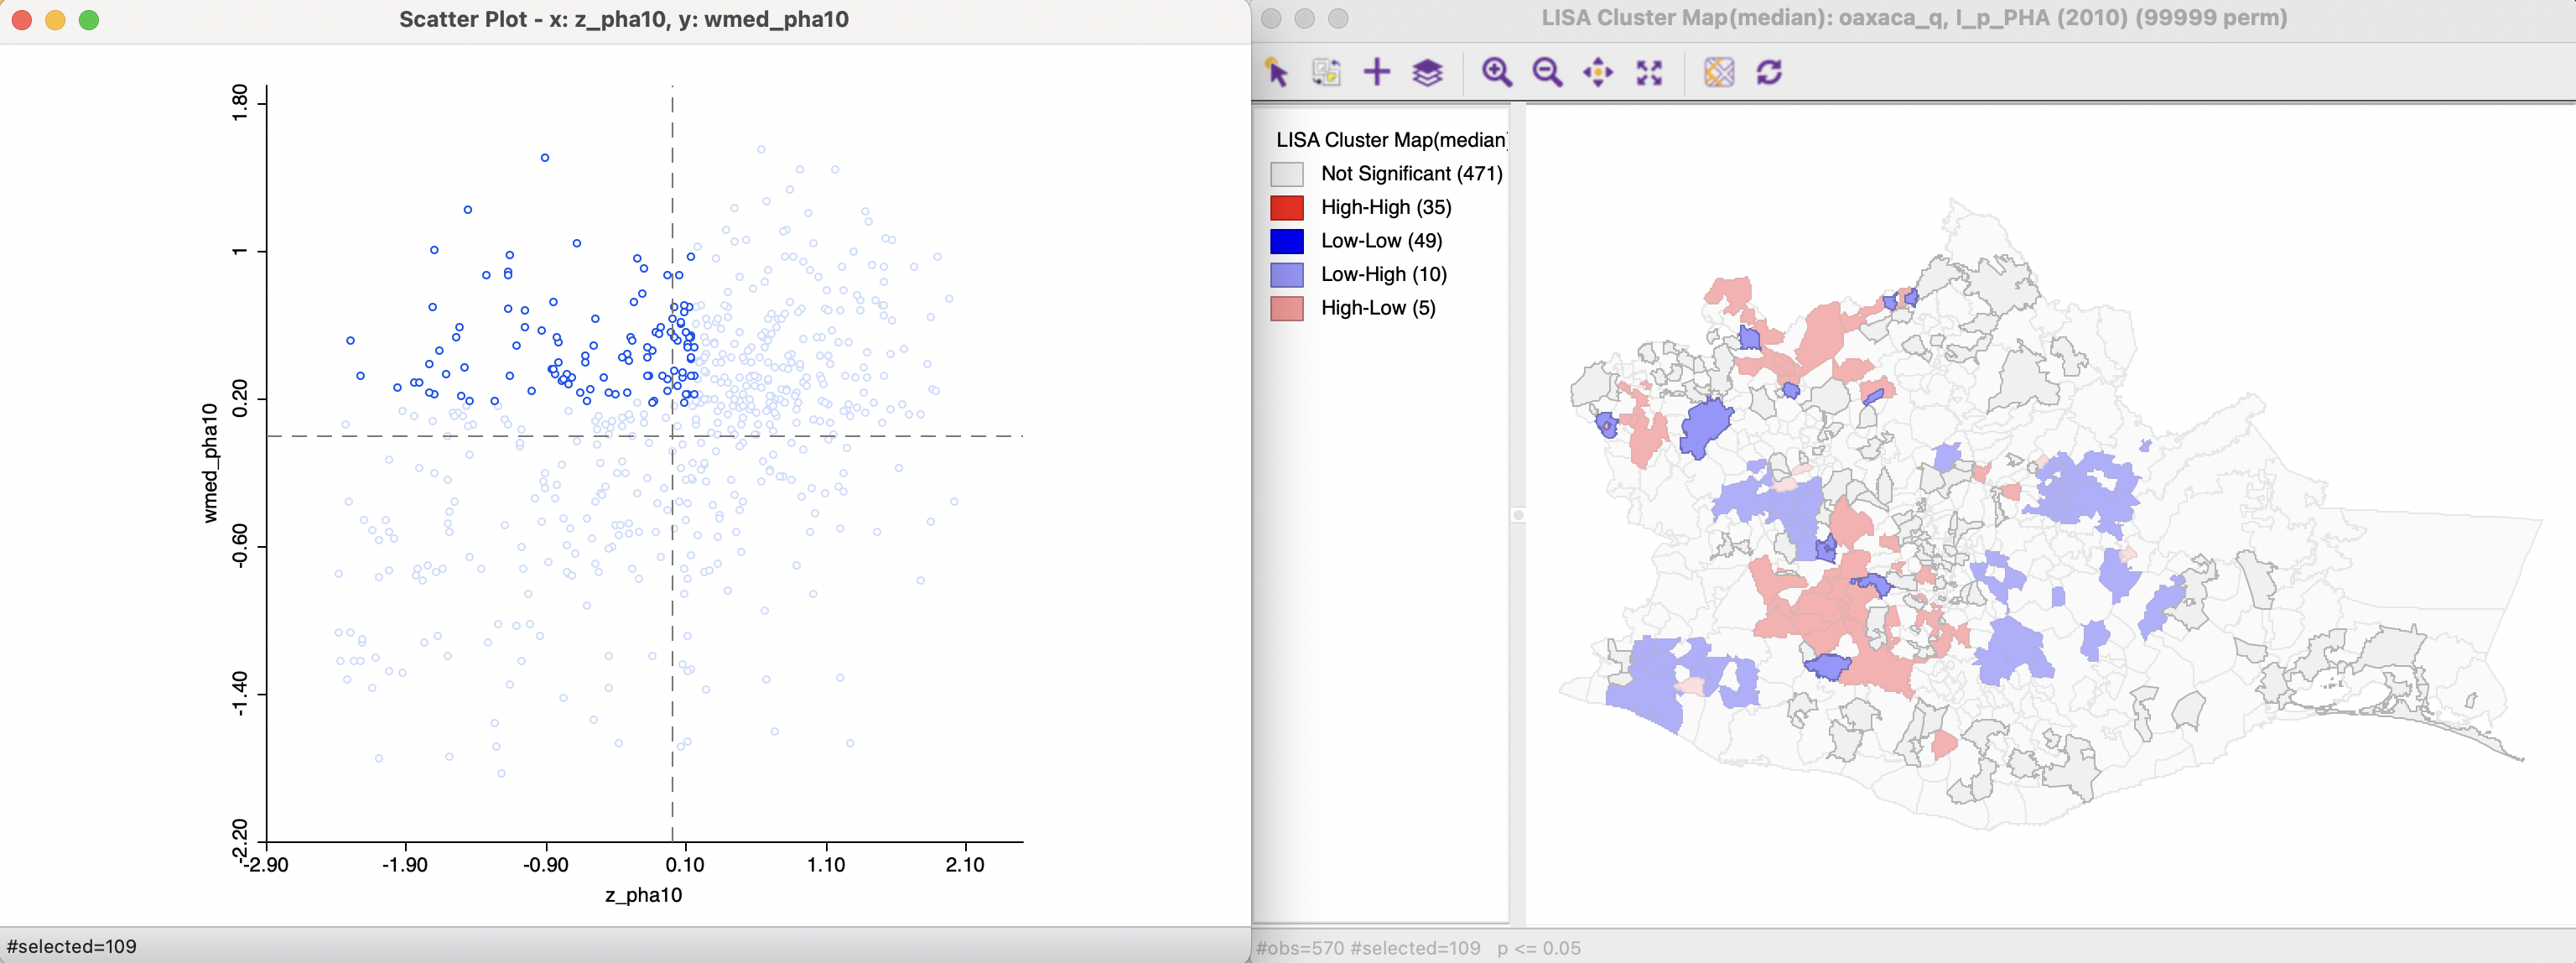 Scatter Plot - x: z_pha10, y: wmed_pha10
1.80
1
0.20
-0.60
-1.40
-2.20
wmed_pha10
-2.90
-1.90
-0.90
0.10
1.10
2.10
z_pha10
#selected=109
LISA Cluster Map(median): oaxaca_q, I_p_PHA (2010) (99999 perm)
LISA Cluster Map(median)
Not Significant (471)
High-High (35)
Low-Low (49)
Low-High (10)
High-Low (5)
#obs=570 #selected=109 p <= 0.05